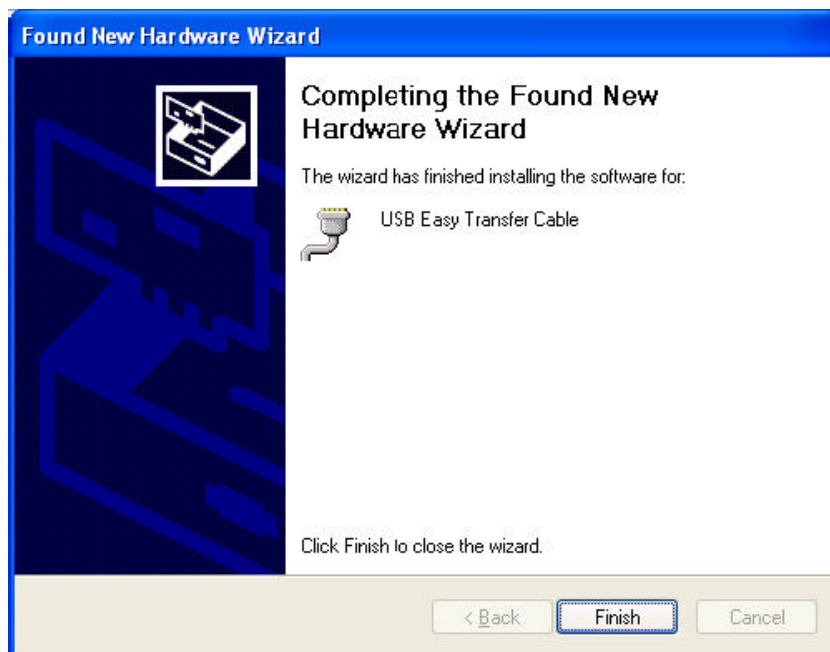 Found New Hardware Wizard
Completing the Found New
Hardware Wizard
The wizard has finished installing the software for:
USB Easy Transfer Cable
Click Finish to close the wizard.
< Back
Finish
Cancel